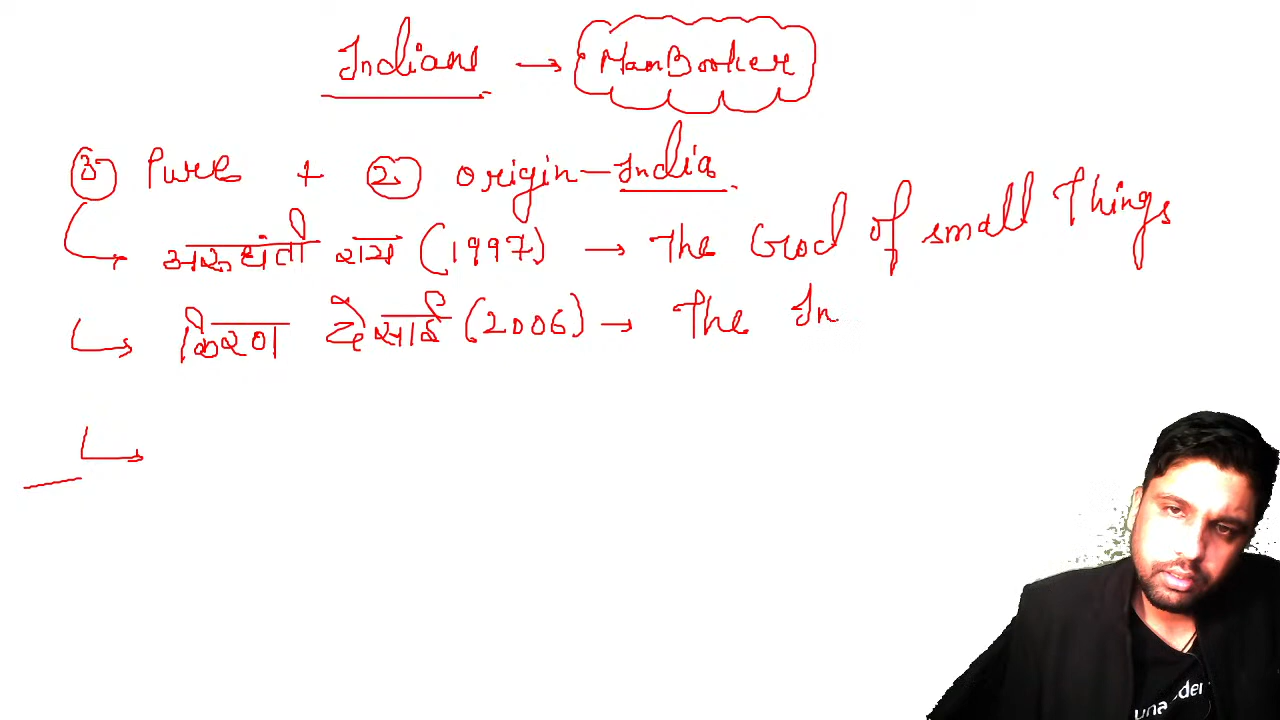 Indians → ManBooker
③ Pure + ② origin - India
अरुंधती राय (1997) → The God of small Things
किरण देसाई (2006) → The In